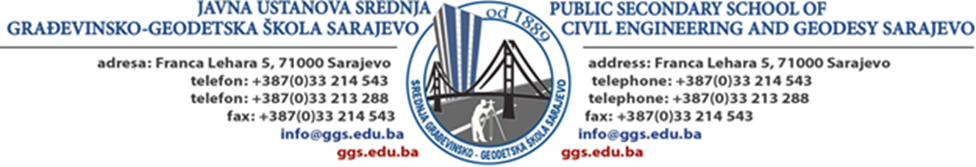 JAVNA USTANOVA SREDNJA
GRAĐEVINSKO-GEODETSKA ŠKOLA SARAJEVO
adresa: Franca Lehara 5, 71000 Sarajevo
telefon: +387(0)33 214 543
telefon: +387(0)33 213 288
fax: +387(0)33 214 543
info@ggs.edu.ba
ggs.edu.ba
od 1889
SREDNJA GRAĐEVINSKO - GEODETSKA ŠKOLA SARAJEVO
PUBLIC SECONDARY SCHOOL OF
CIVIL ENGINEERING AND GEODESY SARAJEVO
address: Franca Lehara 5, 71000 Sarajevo
telephone: +387(0)33 214 543
telephone: +387(0)33 213 288
fax: +387(0)33 214 543
info@ggs.edu.ba
ggs.edu.ba